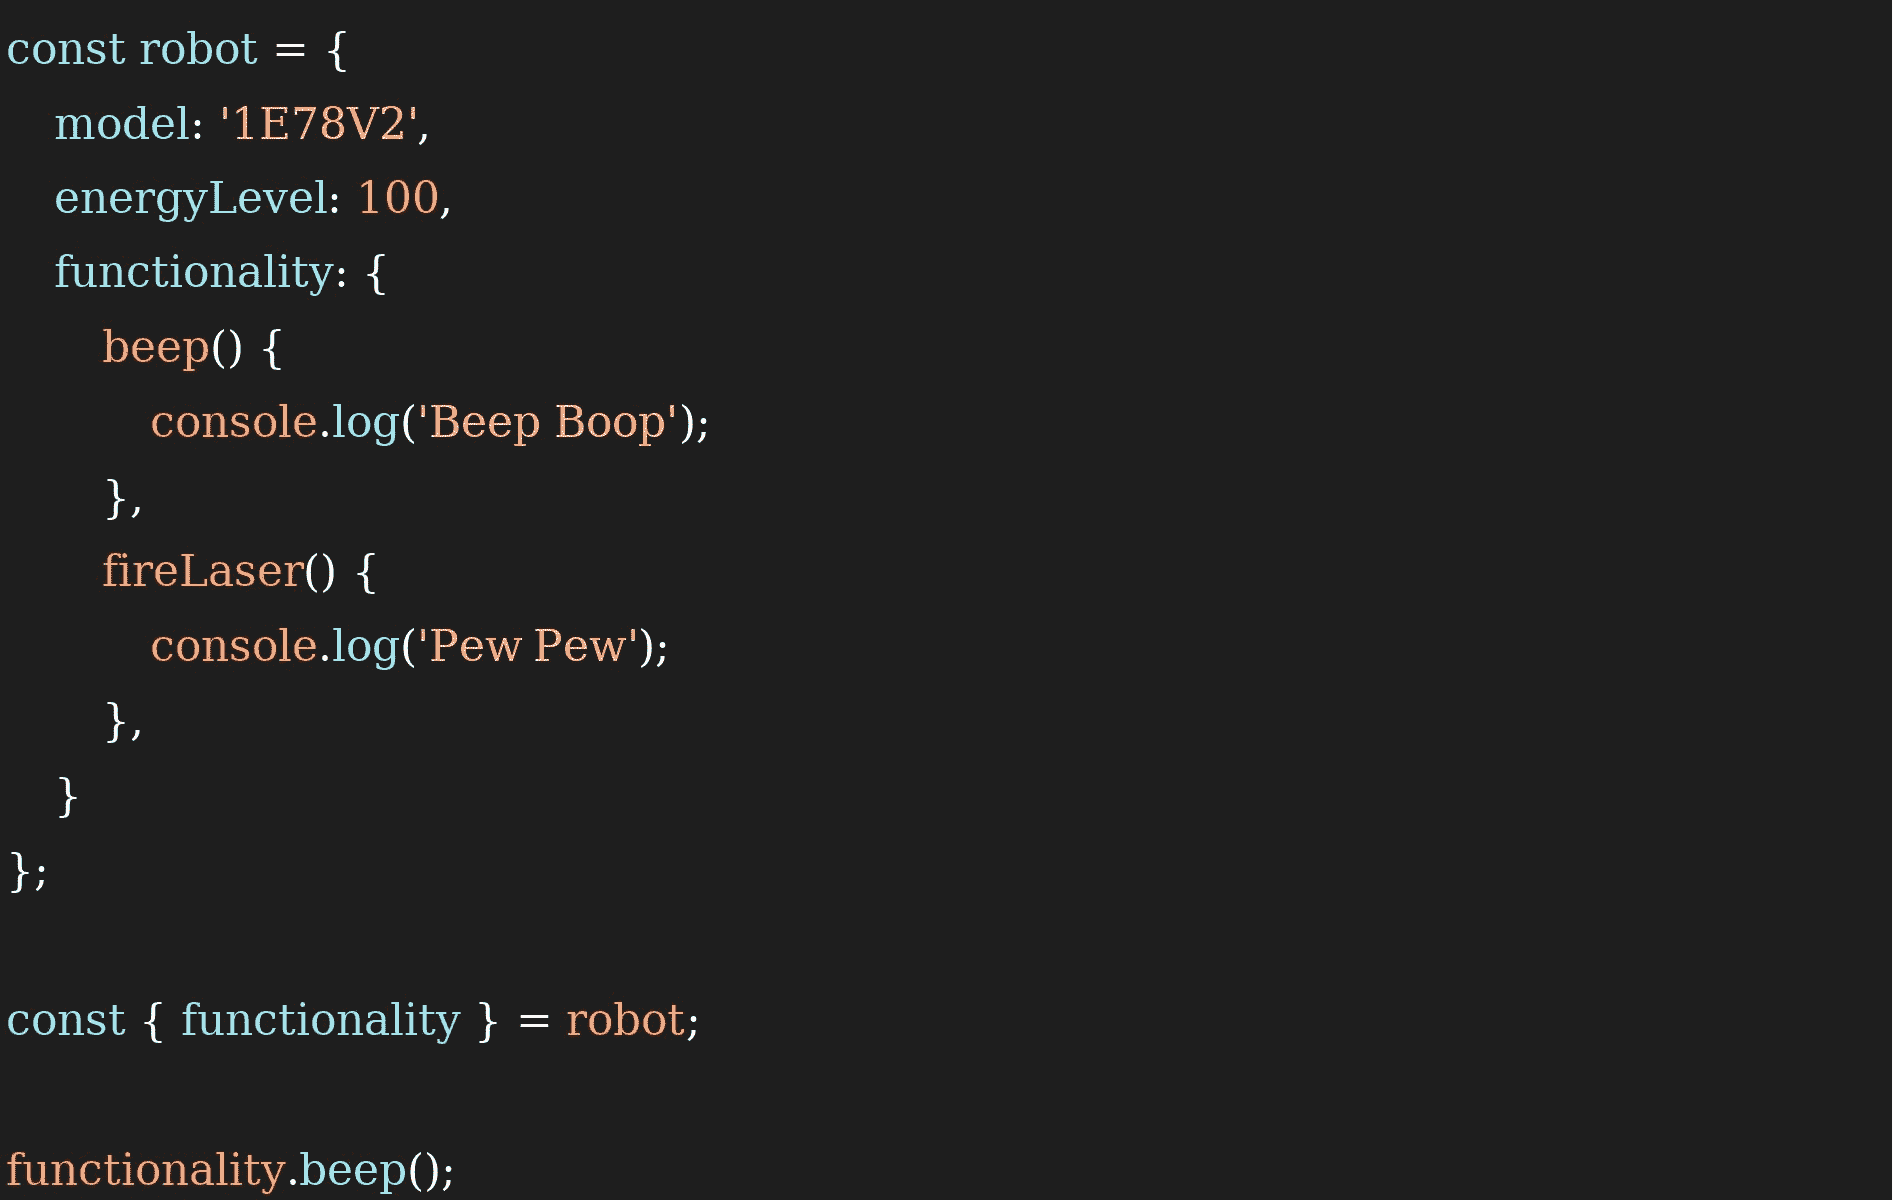 const robot = {
    model: '1E78V2',
    energyLevel: 100,
    functionality: {
        beep() {
            console.log('Beep Boop');
        },
        fireLaser() {
            console.log('Pew Pew');
        },
    }
};

const { functionality } = robot;

functionality.beep();